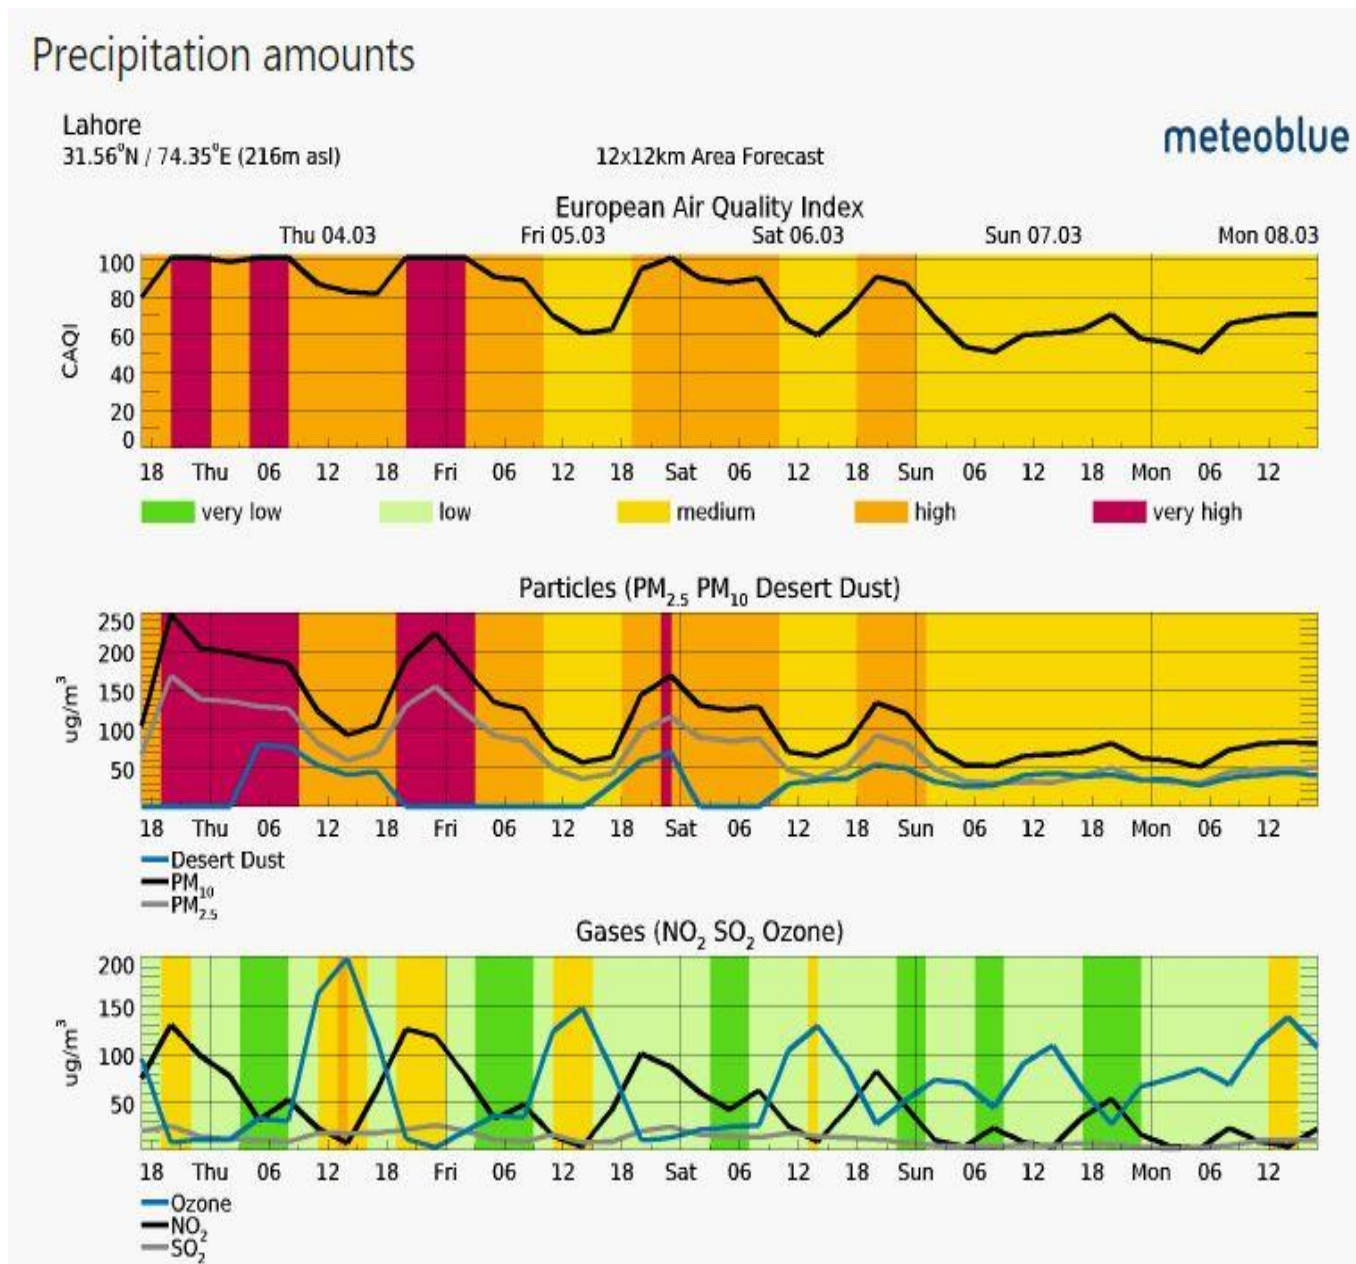 Precipitation amounts
Lahore
31.56°N / 74.35°E (216m asl)
12x12km Area Forecast
meteoblue
European Air Quality Index
Thu 04.03 Fri 05.03 Sat 06.03 Sun 07.03 Mon 08.03
CAQI
100
80
60
40
20
0
18 Thu 06 12 18 Fri 06 12 18 Sat 06 12 18 Sun 06 12 18 Mon 06 12
very low low medium high very high
Particles (PM2.5 PM10 Desert Dust)
ug/m³
250
200
150
100
50
18 Thu 06 12 18 Fri 06 12 18 Sat 06 12 18 Sun 06 12 18 Mon 06 12
Desert Dust
PM10
PM2.5
Gases (NO2 SO2 Ozone)
ug/m³
200
150
100
50
18 Thu 06 12 18 Fri 06 12 18 Sat 06 12 18 Sun 06 12 18 Mon 06 12
Ozone
NO2
SO2